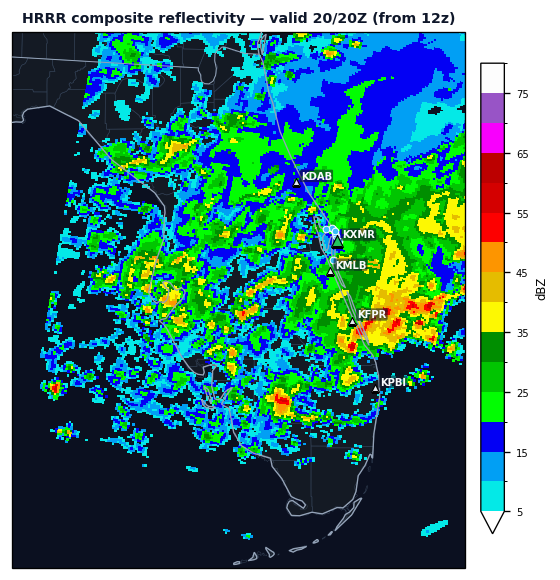 HRRR composite reflectivity — valid 20/20Z (from 12z)
KDAB
KXMR
KMLB
KFPR
KPBI
75
65
55
45
35
25
15
5
dBZ